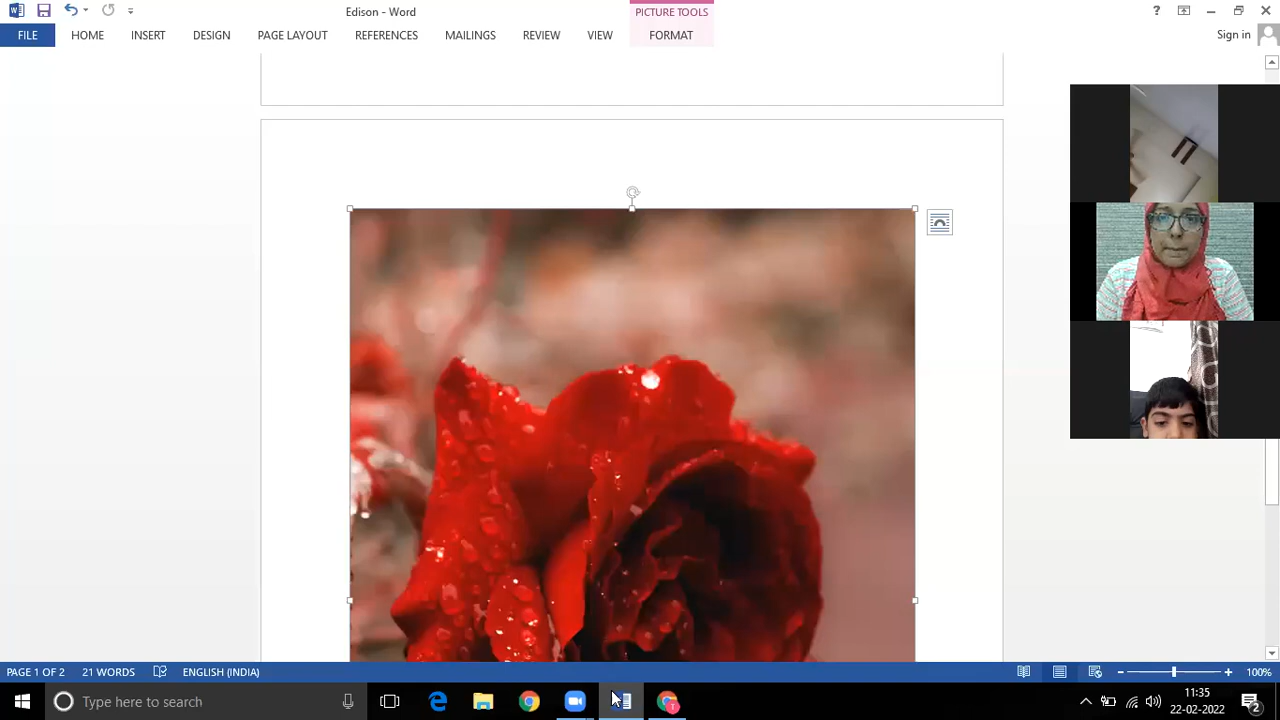 Edison - Word
PICTURE TOOLS
FILE
HOME
INSERT
DESIGN
PAGE LAYOUT
REFERENCES
MAILINGS
REVIEW
VIEW
FORMAT
Sign in
PAGE 1 OF 2
21 WORDS
ENGLISH (INDIA)
100%
Type here to search
11:35
22-02-2022
2